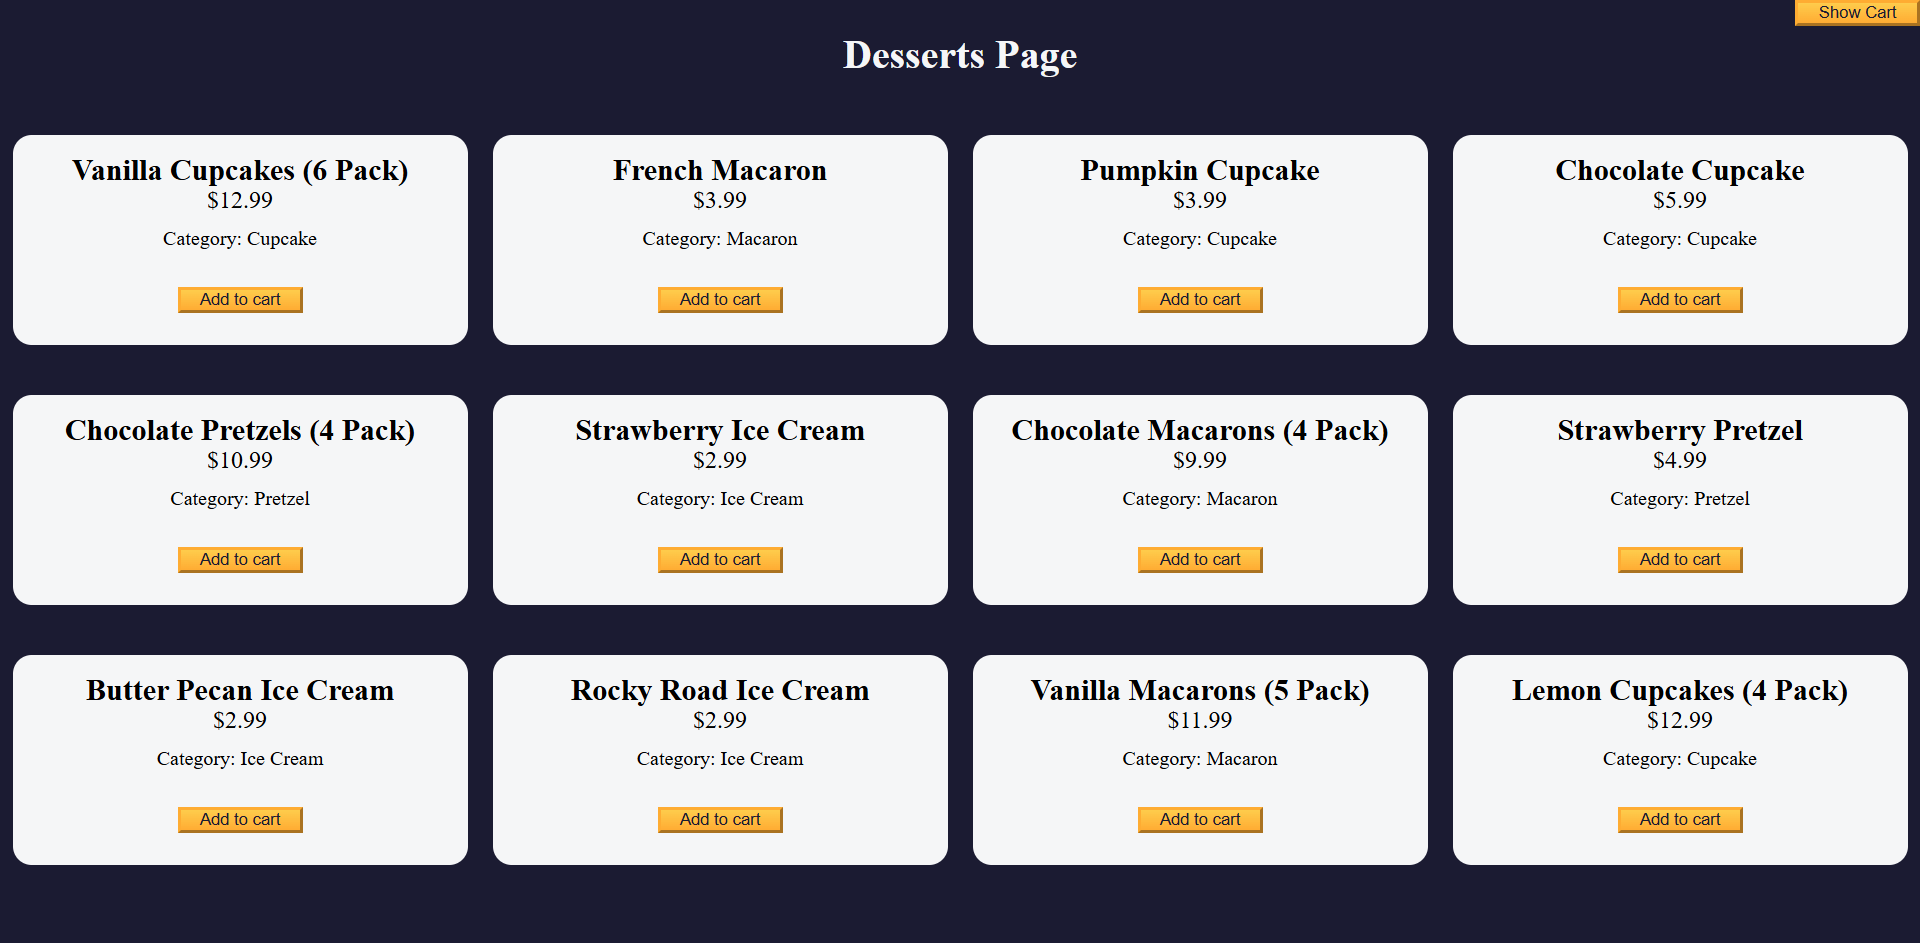 Show Cart
Desserts Page
Vanilla Cupcakes (6 Pack)
$12.99
Category: Cupcake
Add to cart
French Macaron
$3.99
Category: Macaron
Add to cart
Pumpkin Cupcake
$3.99
Category: Cupcake
Add to cart
Chocolate Cupcake
$5.99
Category: Cupcake
Add to cart
Chocolate Pretzels (4 Pack)
$10.99
Category: Pretzel
Add to cart
Strawberry Ice Cream
$2.99
Category: Ice Cream
Add to cart
Chocolate Macarons (4 Pack)
$9.99
Category: Macaron
Add to cart
Strawberry Pretzel
$4.99
Category: Pretzel
Add to cart
Butter Pecan Ice Cream
$2.99
Category: Ice Cream
Add to cart
Rocky Road Ice Cream
$2.99
Category: Ice Cream
Add to cart
Vanilla Macarons (5 Pack)
$11.99
Category: Macaron
Add to cart
Lemon Cupcakes (4 Pack)
$12.99
Category: Cupcake
Add to cart